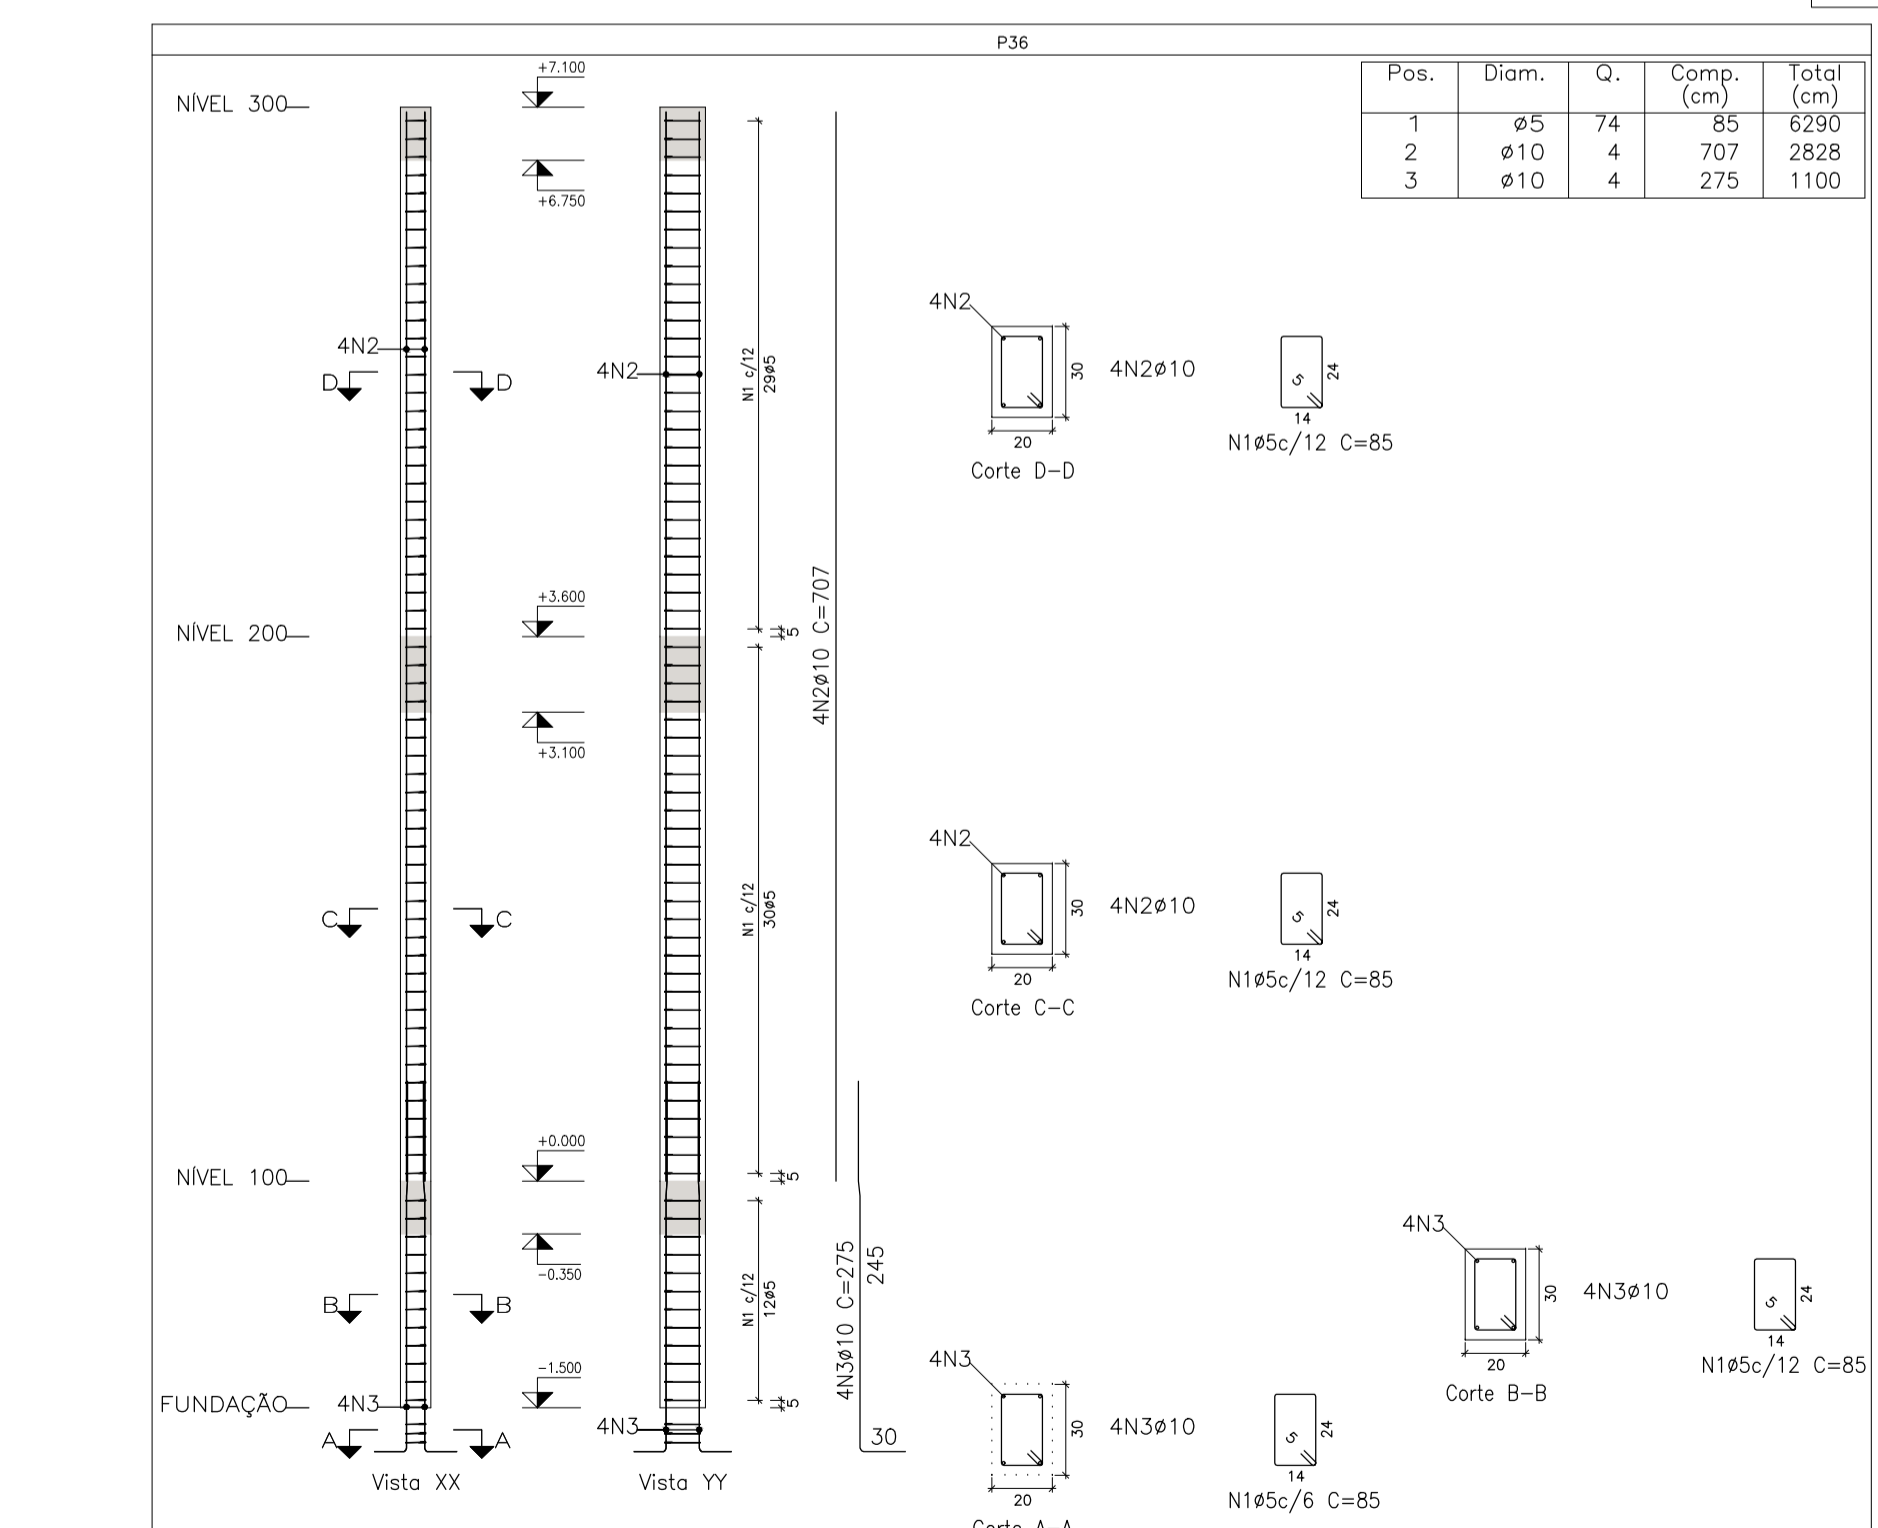 P36
Pos. Diam. Q. Comp. (cm) Total (cm)
1 ø5 74 85 6290
2 ø10 4 707 2828
3 ø10 4 275 1100
NÍVEL 300
+7.100
+6.750
4N2
D D
4N2
N1 c/12
29ø5
4N2
30
20
4N2ø10
Corte D-D
5
24
14
N1ø5c/12 C=85
NÍVEL 200
+3.600
+3.100
5
4N2ø10 C=707
C C
N1 c/12
30ø5
4N2
30
20
4N2ø10
Corte C-C
5
24
14
N1ø5c/12 C=85
NÍVEL 100
+0.000
-0.350
5
B B
N1 c/12
12ø5
4N3ø10 C=275
245
30
4N3
30
20
4N3ø10
Corte B-B
5
24
14
N1ø5c/12 C=85
FUNDAÇÃO
-1.500
4N3
5
A A
4N3
Vista XX
Vista YY
4N3
30
20
4N3ø10
Corte A-A
5
24
14
N1ø5c/6 C=85